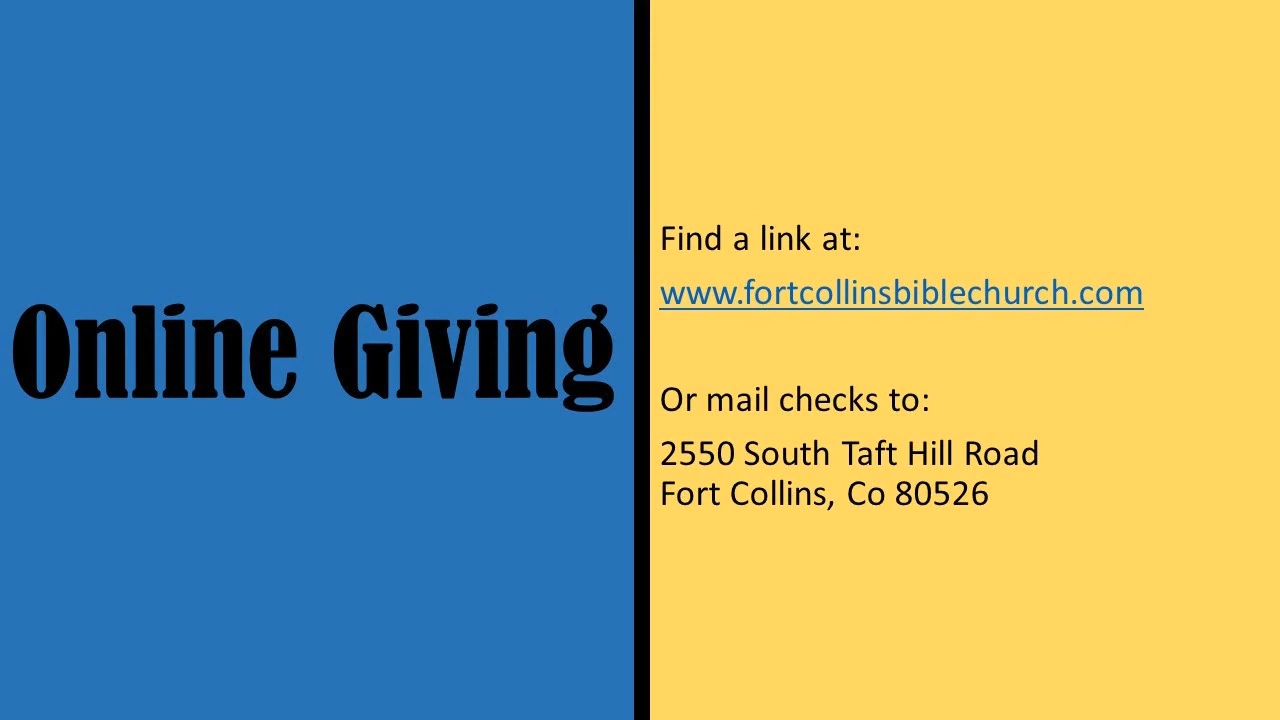 Online Giving
Find a link at:
www.fortcollinsbiblechurch.com
Or mail checks to:
2550 South Taft Hill Road
Fort Collins, Co 80526